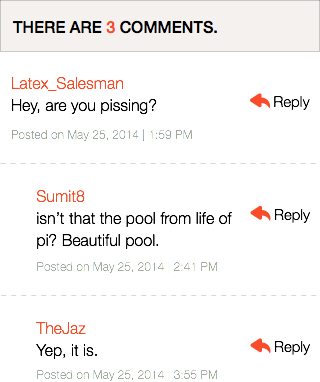 THERE ARE 3 COMMENTS.
Latex_Salesman
Hey, are you pissing?
Reply
Posted on May 25, 2014 | 1:59 PM
Sumit8
isn't that the pool from life of
pi? Beautiful pool.
Reply
Posted on May 25, 2014 | 2:41 PM
TheJaz
Yep, it is.
Reply
Posted on May 25, 2014 | 3:55 PM